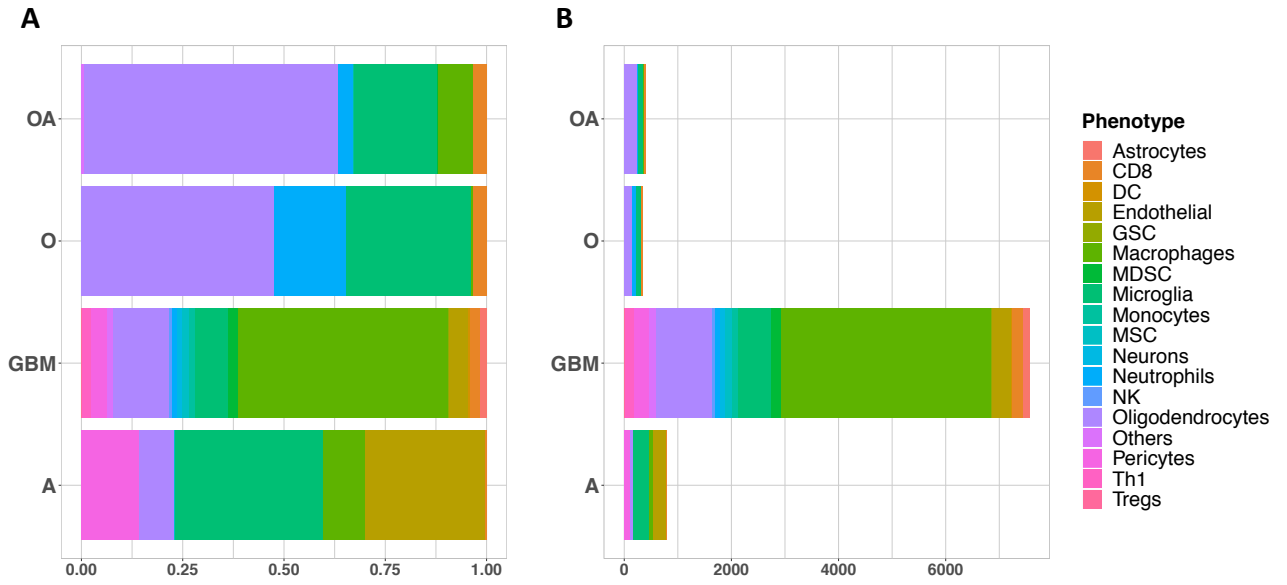 A
B
OA
O
GBM
A
0.00 0.25 0.50 0.75 1.00
OA
O
GBM
A
0 2000 4000 6000
Phenotype
Astrocytes
CD8
DC
Endothelial
GSC
Macrophages
MDSC
Microglia
Monocytes
MSC
Neurons
Neutrophils
NK
Oligodendrocytes
Others
Pericytes
Th1
Tregs